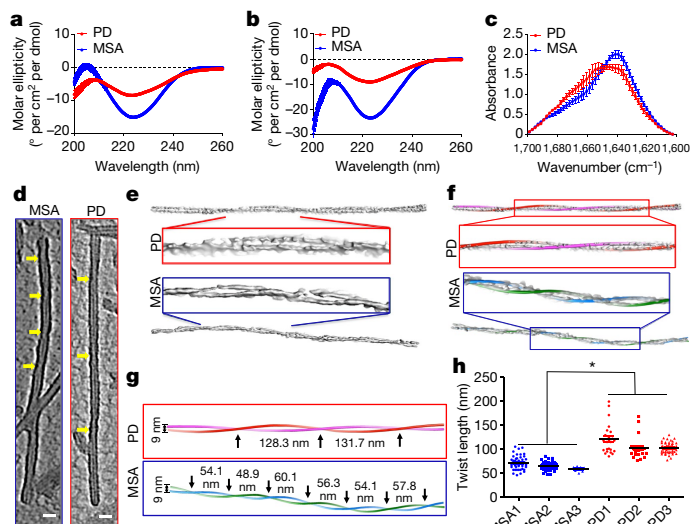 a
10
0
−10
−20
Molar ellipticity
(° per cm² per dmol)
200 220 240 260
Wavelength (nm)
PD
MSA
b
10
0
−10
−20
−30
Molar ellipticity
(° per cm² per dmol)
200 220 240 260
Wavelength (nm)
PD
MSA
c
2.5
2.0
1.5
1.0
0.5
0
Absorbance
1,700 1,660 1,640 1,620 1,600
Wavenumber (cm⁻¹)
PD
MSA
d
MSA PD
e
PD
MSA
f
PD
MSA
g
PD
9 nm
128.3 nm 131.7 nm
MSA
9 nm
54.1 nm
48.9 nm
60.1 nm
56.3 nm
54.1 nm
57.8 nm
h
Twist length (nm)
250
200
150
100
50
0
*
MSA2
MSA3
PD1
PD2
PD3